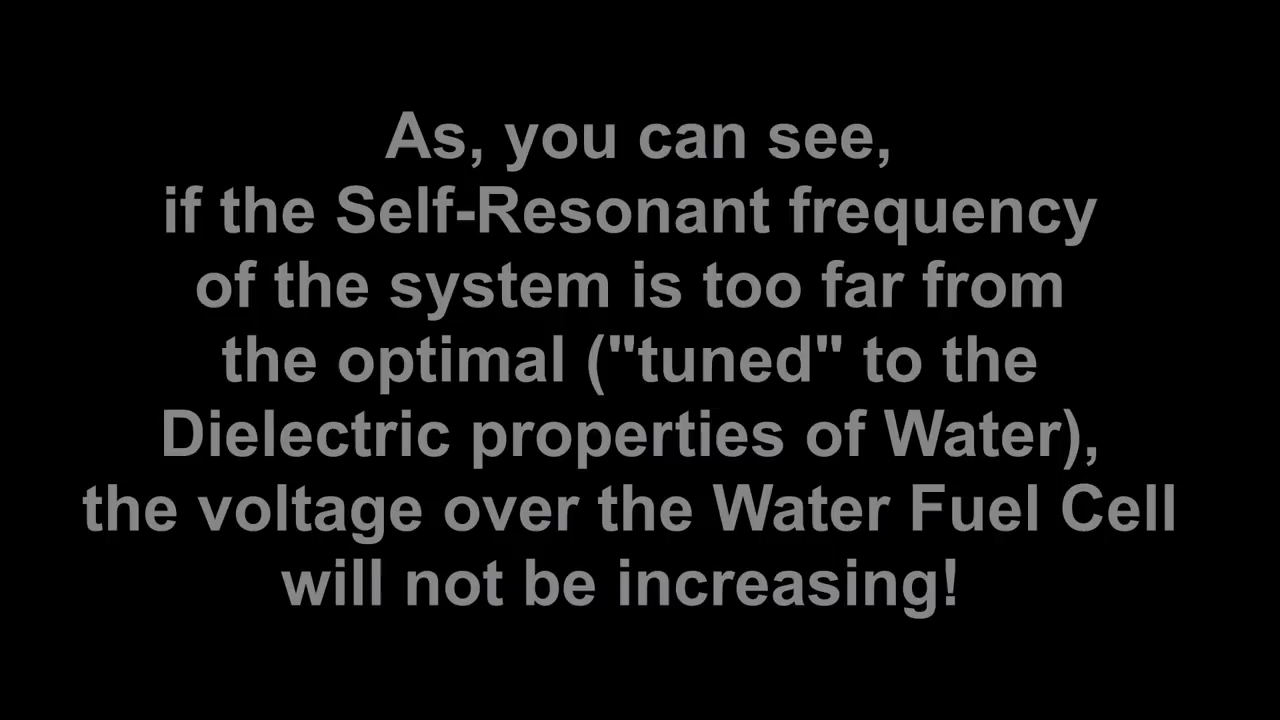 As, you can see,
if the Self-Resonant frequency
of the system is too far from
the optimal ("tuned" to the
Dielectric properties of Water),
the voltage over the Water Fuel Cell
will not be increasing!